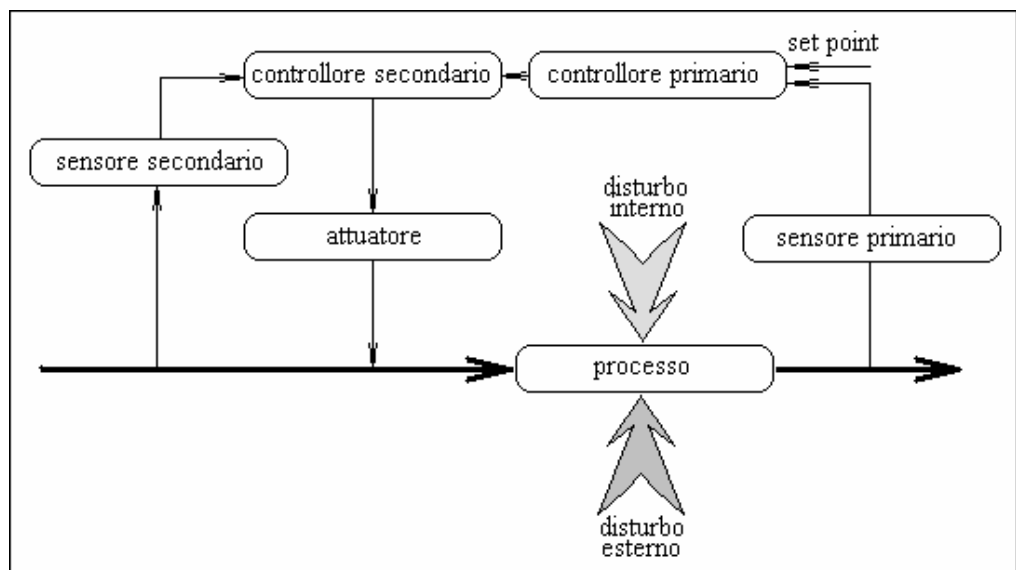 set point
controllore secondario
controllore primario
sensore secondario
disturbo
interno
attuatore
sensore primario
processo
disturbo
esterno